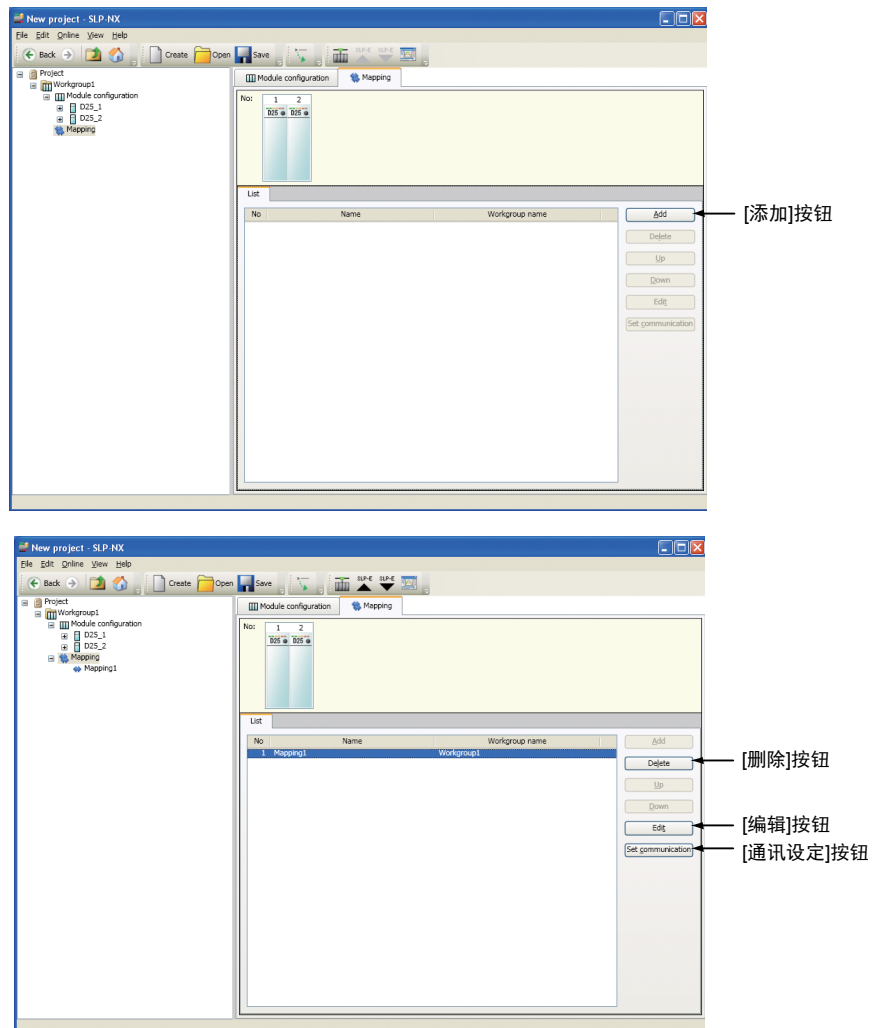 New project - SLP-NX
File Edit Online View Help
Back Create Open Save SLP-E SLP-E
Project
Workgroup1
Module configuration
D25_1
D25_2
Mapping
Module configuration Mapping
No: 1 2
D25 D25
List
No Name Workgroup name
Add
Delete
Up
Down
Edit
Set communication
[添加]按钮
New project - SLP-NX
File Edit Online View Help
Back Create Open Save SLP-E SLP-E
Project
Workgroup1
Module configuration
D25_1
D25_2
Mapping
Mapping1
Module configuration Mapping
No: 1 2
D25 D25
List
No Name Workgroup name
1 Mapping1 Workgroup1
Add
Delete
Up
Down
Edit
Set communication
[删除]按钮
[编辑]按钮
[通讯设定]按钮